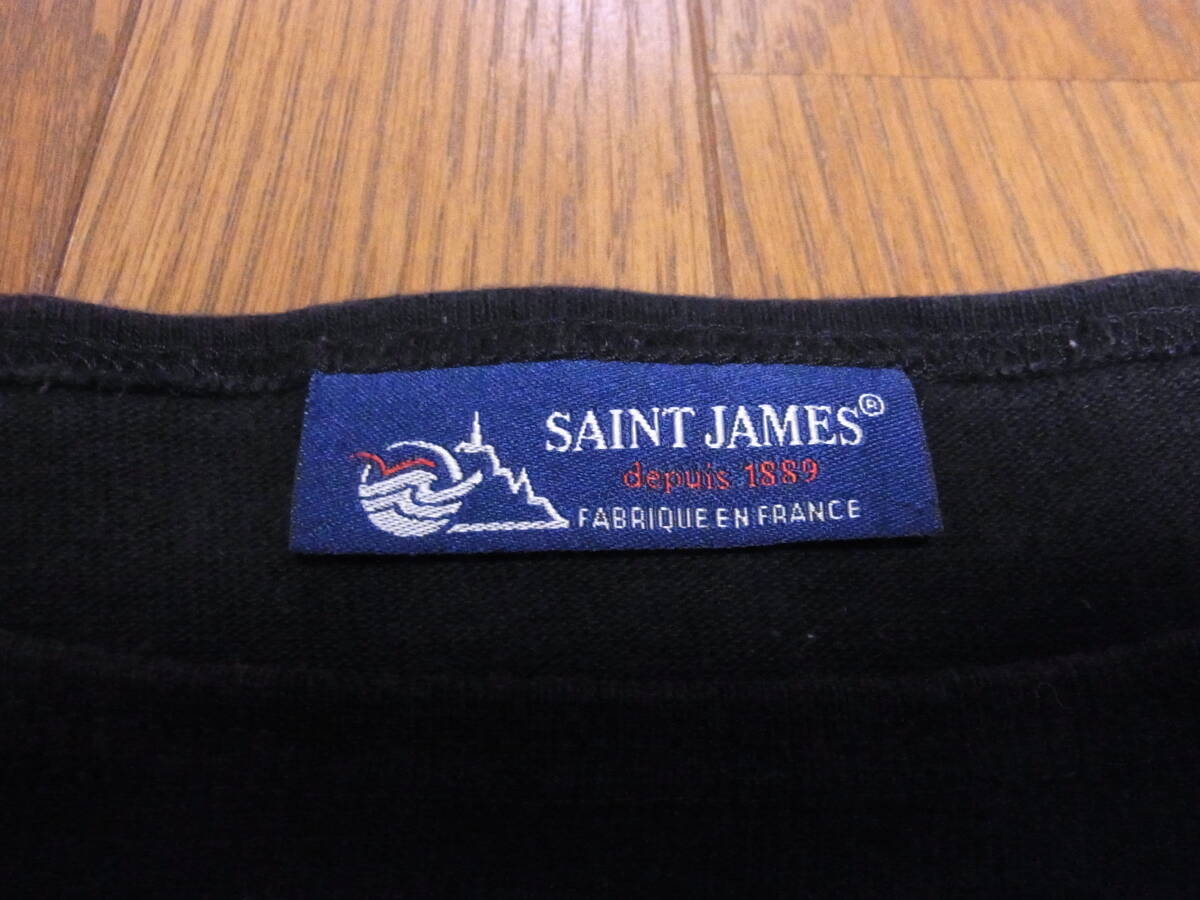 SAINT JAMES®
depuis 1889
FABRIQUE EN FRANCE